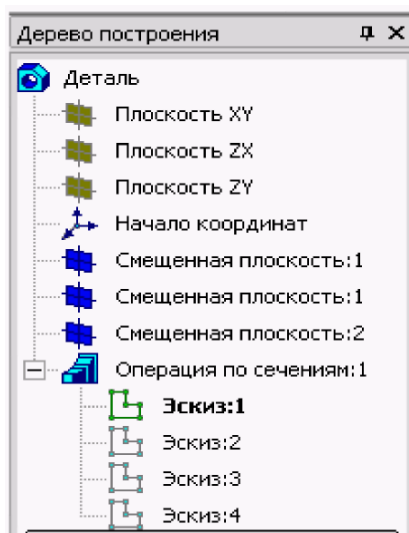 Дерево построения
Деталь
Плоскость XY
Плоскость ZX
Плоскость ZY
Начало координат
Смещенная плоскость:1
Смещенная плоскость:1
Смещенная плоскость:2
Операция по сечениям:1
Эскиз:1
Эскиз:2
Эскиз:3
Эскиз:4